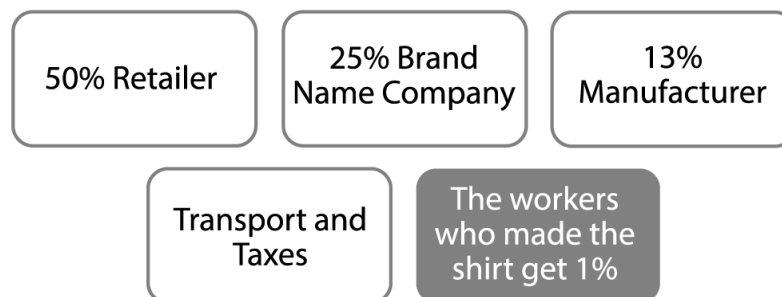 50% Retailer
25% Brand
Name Company
13%
Manufacturer
Transport and
Taxes
The workers
who made the
shirt get 1%